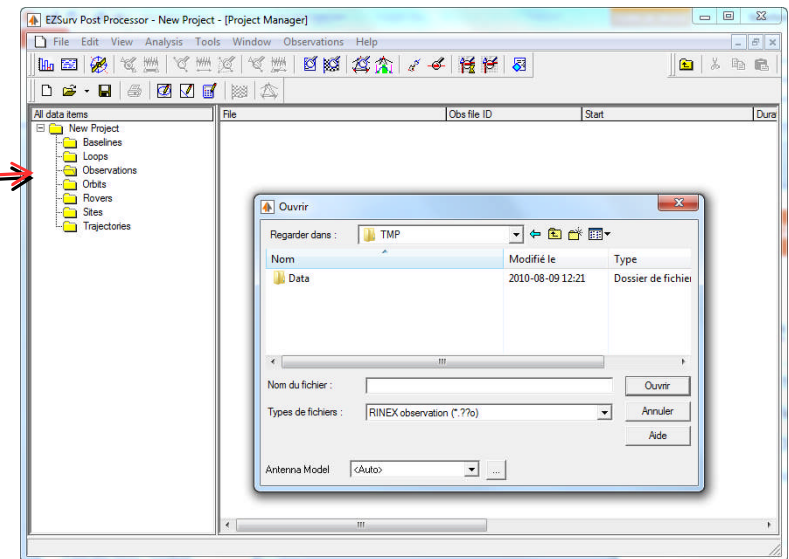 EZSurv Post Processor - New Project - [Project Manager]
File Edit View Analysis Tools Window Observations Help
All data items
File Obs file ID Start Dura
New Project
Baselines
Loops
Observations
Orbits
Rovers
Sites
Trajectories
Ouvrir
Regarder dans : TMP
Nom Modifié le Type
Data 2010-08-09 12:21 Dossier de fichier
Nom du fichier : Ouvrir
Types de fichiers : RINEX observation (*.??o) Annuler
Aide
Antenna Model <Auto> ...